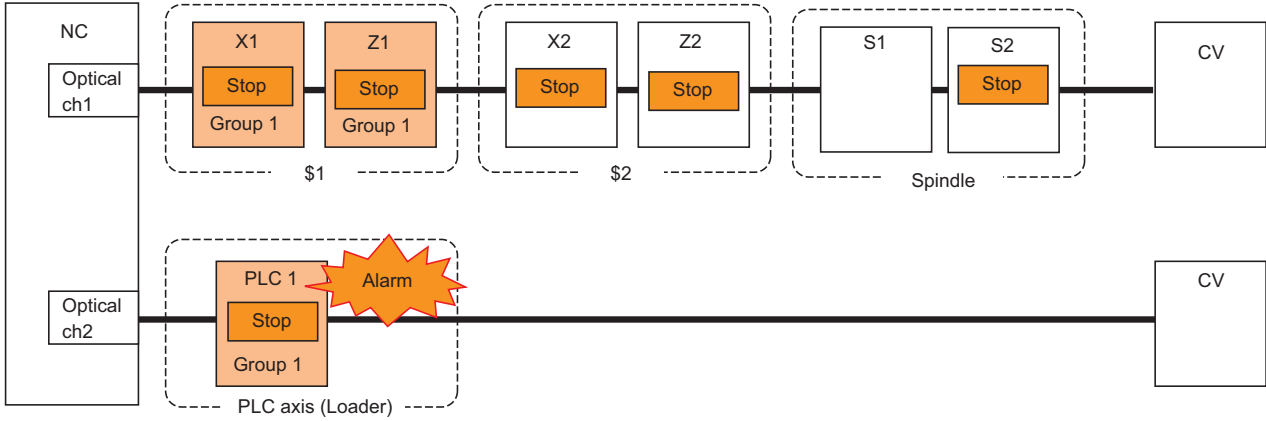 NC
Optical
ch1
X1
Stop
Group 1
Z1
Stop
Group 1
$1
X2
Stop
Z2
Stop
$2
S1
S2
Stop
Spindle
CV
Optical
ch2
PLC 1
Stop
Group 1
Alarm
PLC axis (Loader)
CV